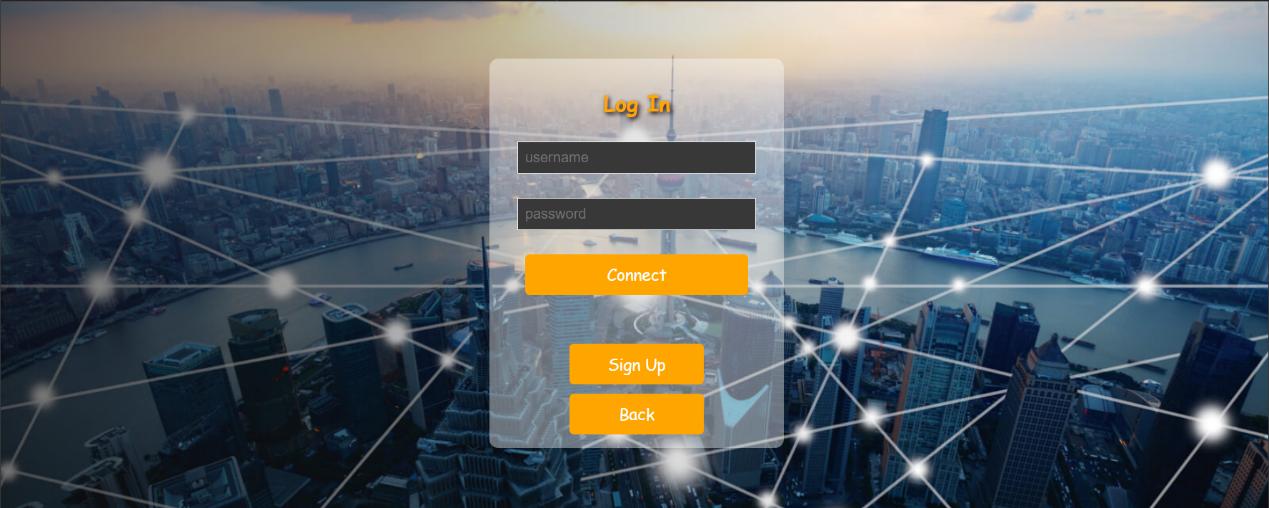 Log In
username
password
Connect
Sign Up
Back